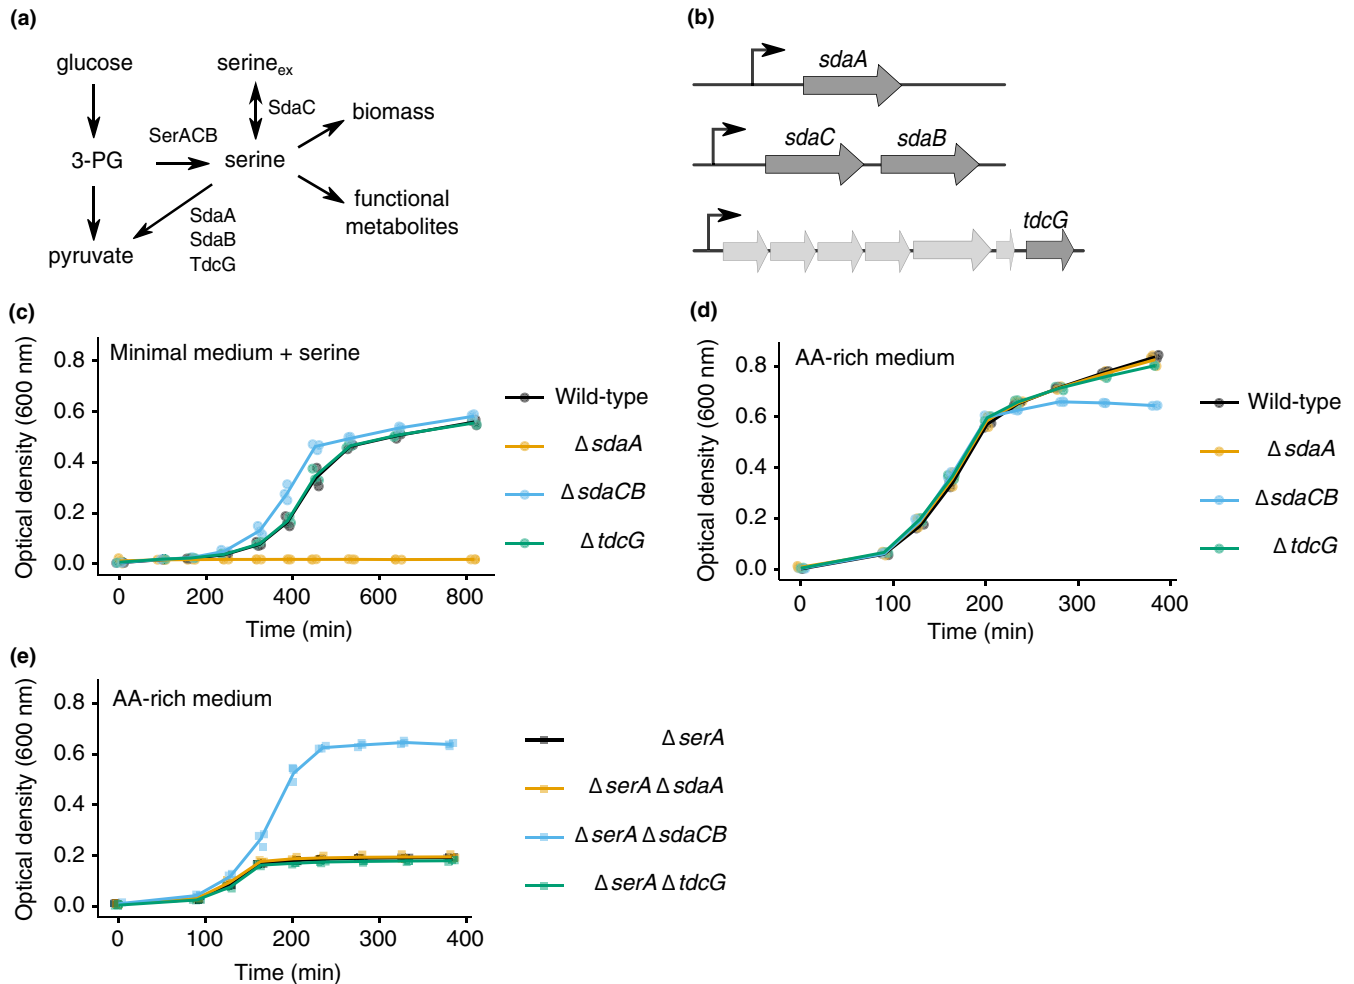 (a)
glucose
serine_ex
SdaC
biomass
SerACB
3-PG
serine
functional
metabolites
SdaA
SdaB
TdcG
pyruvate
(b)
sdaA
sdaC
sdaB
tdcG
(c)
Optical density (600 nm)
0.8
0.6
0.4
0.2
0.0
Minimal medium + serine
0
200
400
600
800
Time (min)
Wild-type
Δ sdaA
Δ sdaCB
Δ tdcG
(d)
Optical density (600 nm)
0.8
0.6
0.4
0.2
0.0
AA-rich medium
0
100
200
300
400
Time (min)
Wild-type
Δ sdaA
Δ sdaCB
Δ tdcG
(e)
Optical density (600 nm)
0.8
0.6
0.4
0.2
0.0
AA-rich medium
0
100
200
300
400
Time (min)
Δ serA
Δ serA Δ sdaA
Δ serA Δ sdaCB
Δ serA Δ tdcG